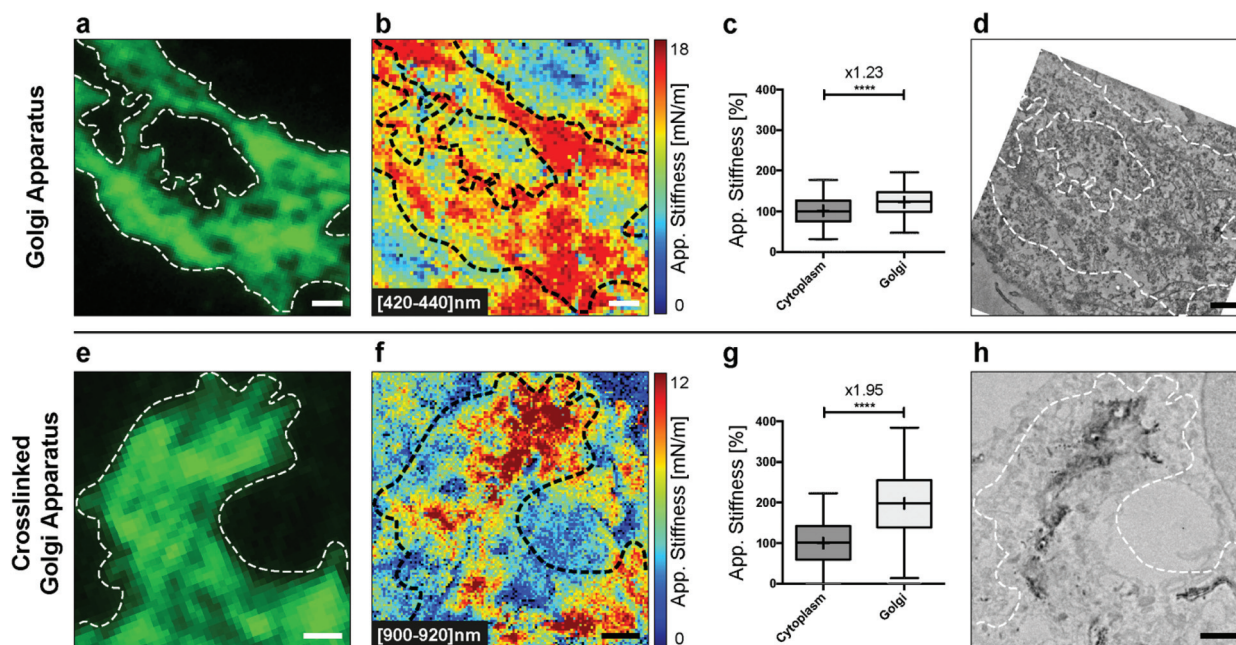 a
b
c
d
Golgi Apparatus
18
App. Stiffness [mN/m]
0
[420-440]nm
x1.23
****
App. Stiffness [%]
400
300
200
100
0
Cytoplasm
Golgi
e
f
g
h
Crosslinked
Golgi Apparatus
12
App. Stiffness [mN/m]
0
[900-920]nm
x1.95
****
App. Stiffness [%]
400
300
200
100
0
Cytoplasm
Golgi